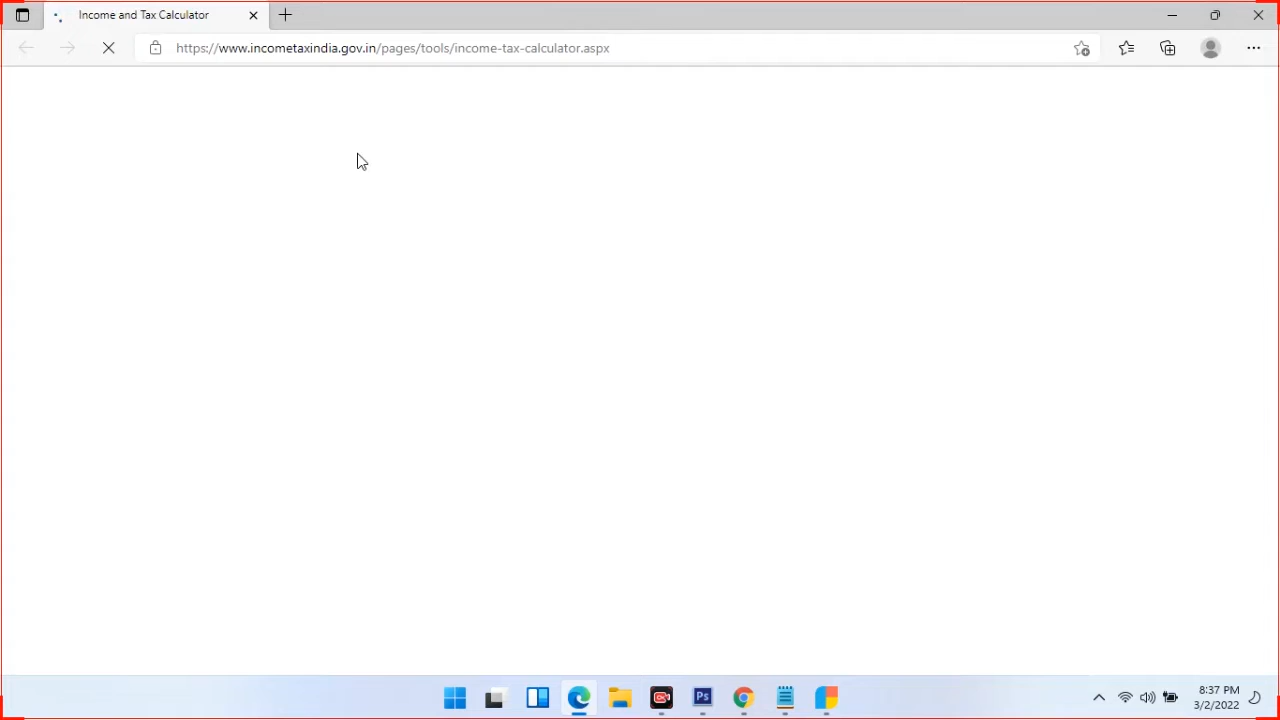 Income and Tax Calculator
https://www.incometaxindia.gov.in/pages/tools/income-tax-calculator.aspx
Ps
8:37 PM
3/2/2022